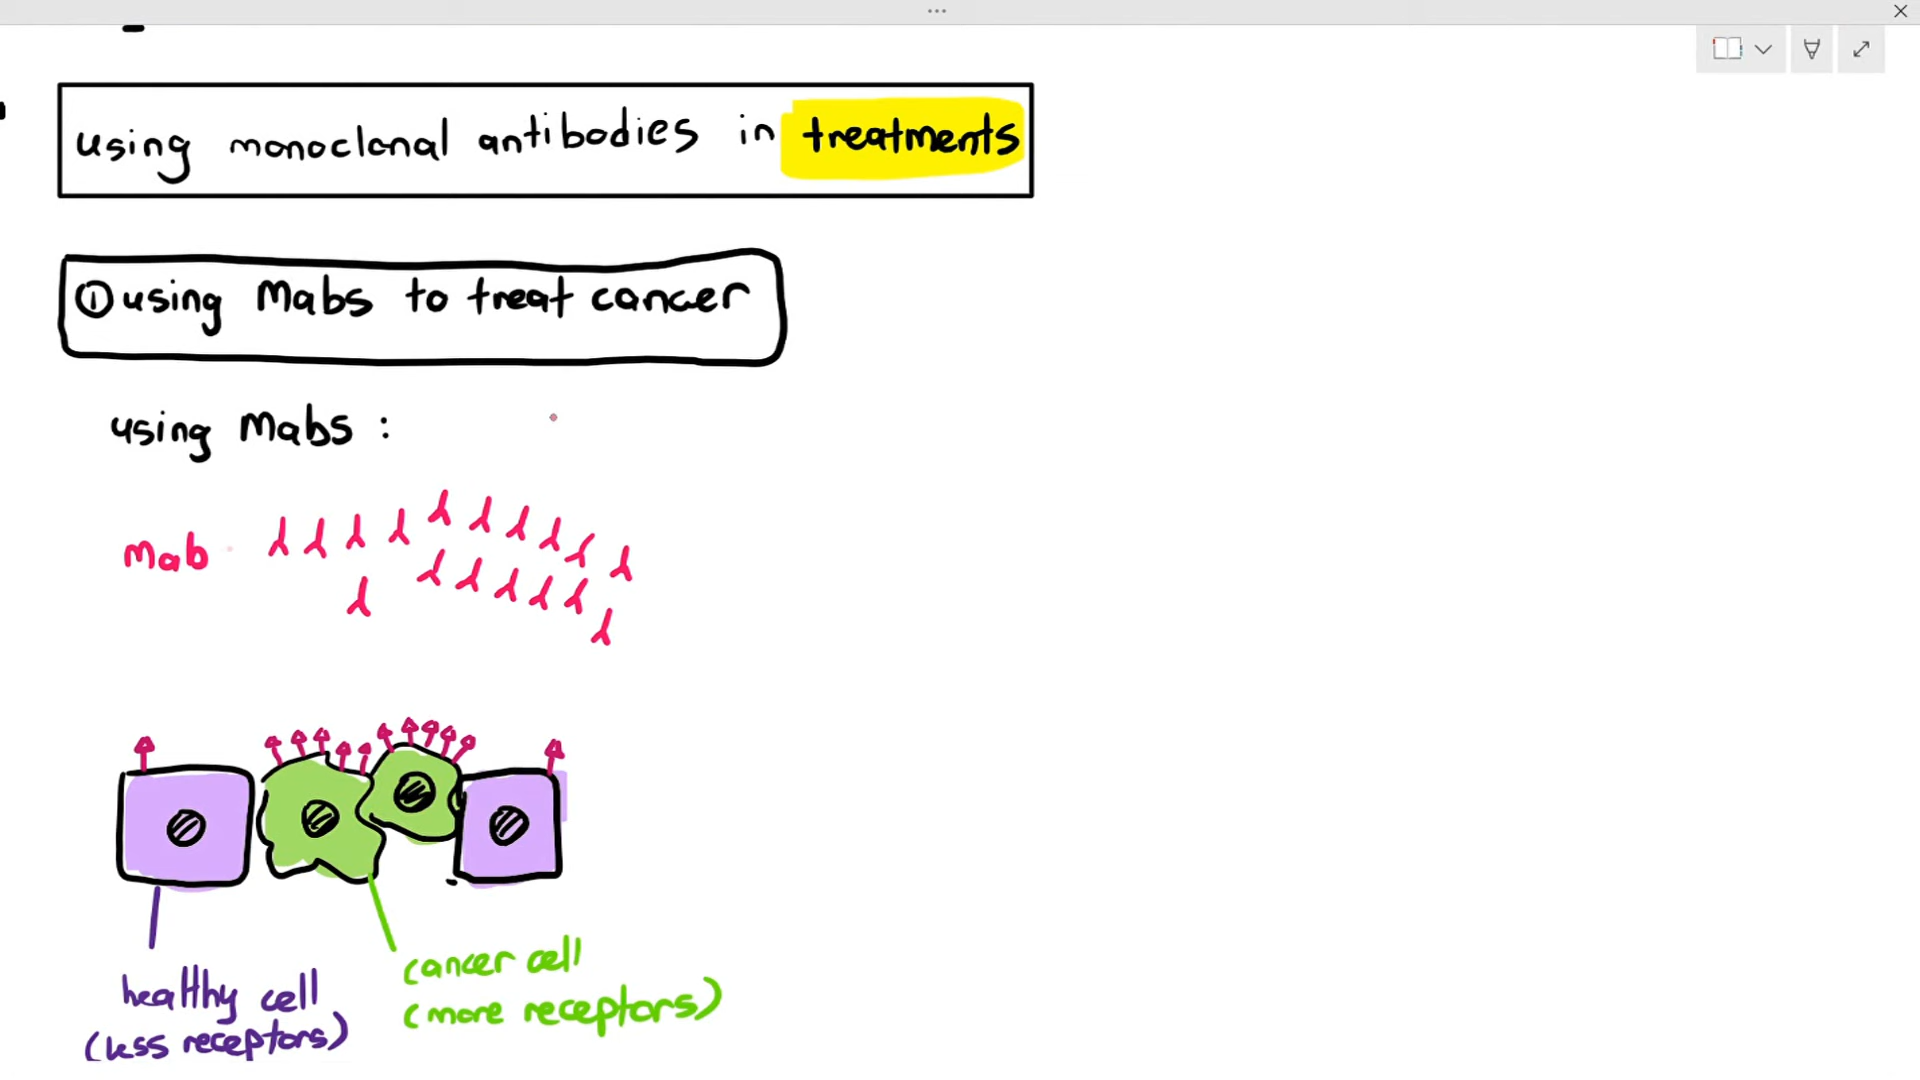 using monoclonal antibodies in treatments
① using Mabs to treat cancer
using Mabs :
Mab
healthy cell
(less receptors)
cancer cell
(more receptors)